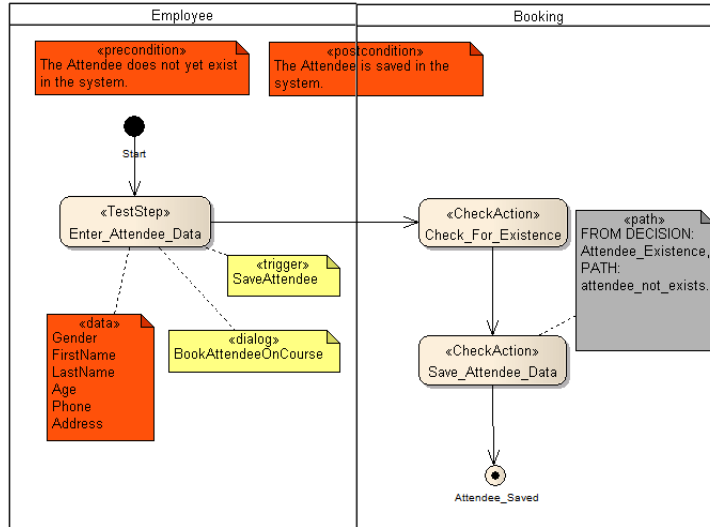 Employee
Booking
«precondition»
The Attendee does not yet exist
in the system.
«postcondition»
The Attendee is saved in the
system.
Start
«TestStep»
Enter_Attendee_Data
«CheckAction»
Check_For_Existence
«path»
FROM DECISION:
Attendee_Existence,
PATH:
attendee_not_exists.
«trigger»
SaveAttendee
«data»
Gender
FirstName
LastName
Age
Phone
Address
«dialog»
BookAttendeeOnCourse
«CheckAction»
Save_Attendee_Data
Attendee_Saved